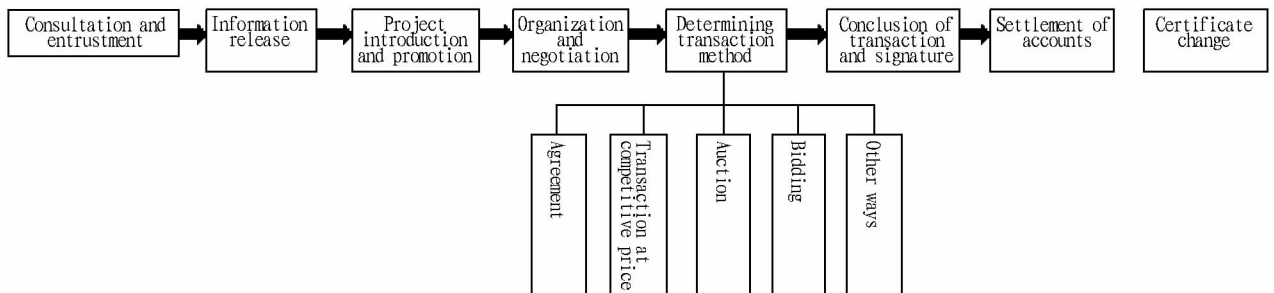 Consultation and
entrustment
Information
release
Project
introduction
and promotion
Organization
and
negotiation
Determining
transaction
method
Conclusion of
transaction
and signature
Settlement of
accounts
Certificate
change
Agreement
Transaction at
competitive price
Auction
Bidding
Other ways